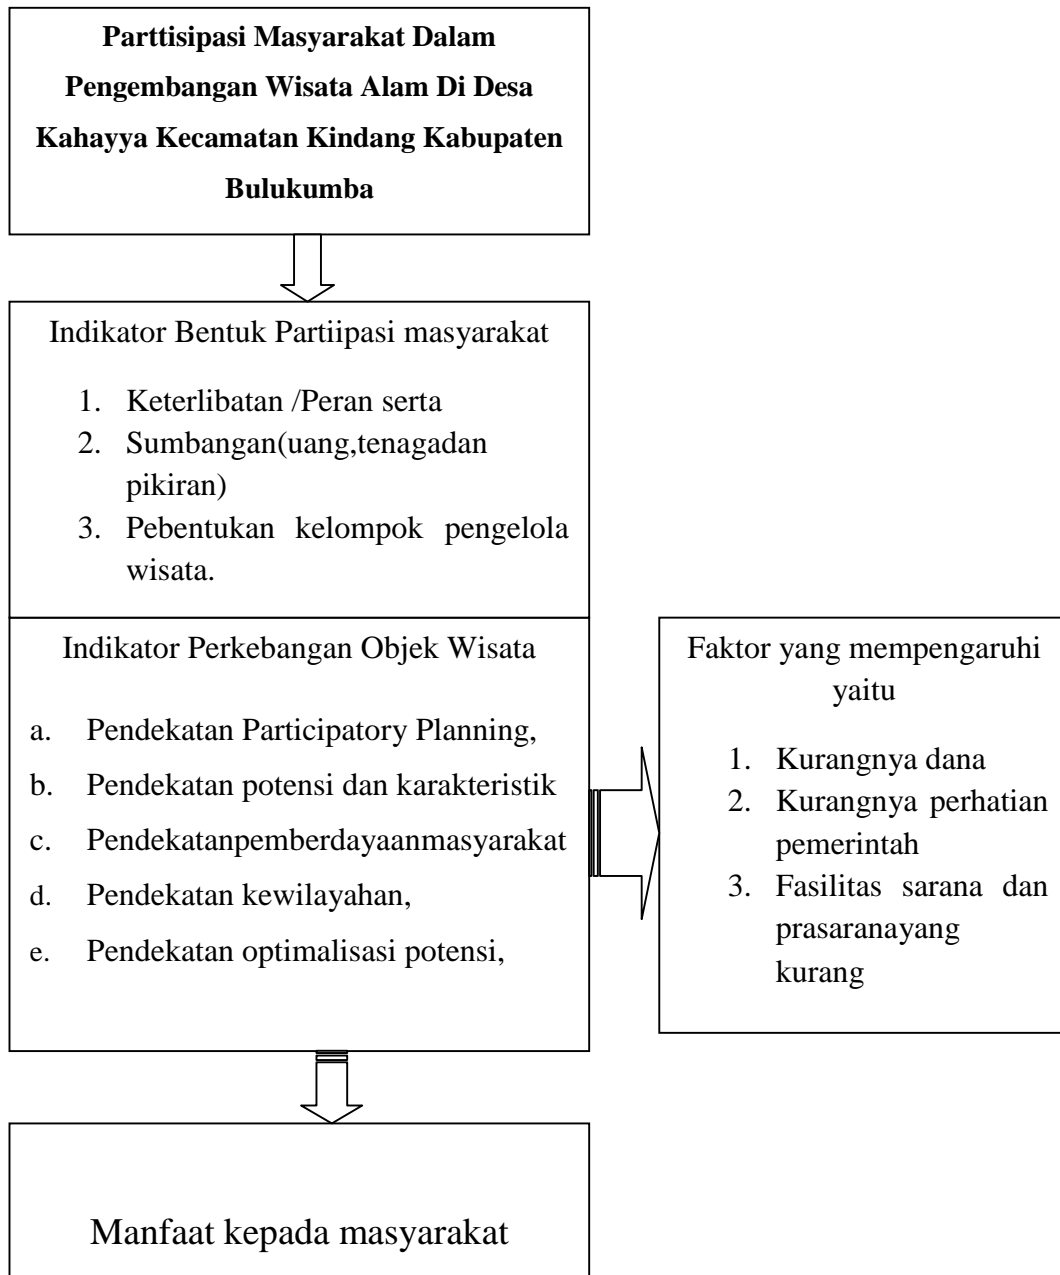 Parttisipasi Masyarakat Dalam
Pengembangan Wisata Alam Di Desa
Kahayya Kecamatan Kindang Kabupaten
Bulukumba
Indikator Bentuk Partiipasi masyarakat
1. Keterlibatan /Peran serta
2. Sumbangan(uang,tenagadan
pikiran)
3. Pebentukan kelompok pengelola
wisata.
Indikator Perkebangan Objek Wisata
a. Pendekatan Participatory Planning,
b. Pendekatan potensi dan karakteristik
c. Pendekatanpemberdayaanmasyarakat
d. Pendekatan kewilayahan,
e. Pendekatan optimalisasi potensi,
Faktor yang mempengaruhi
yaitu
1. Kurangnya dana
2. Kurangnya perhatian
pemerintah
3. Fasilitas sarana dan
prasaranayang
kurang
Manfaat kepada masyarakat